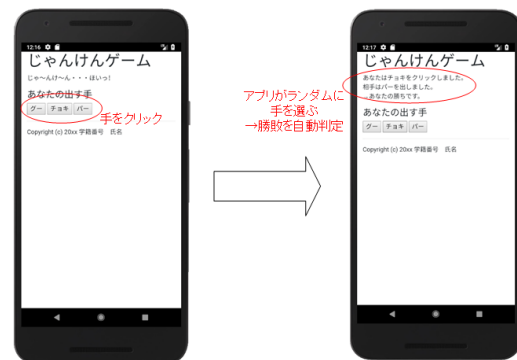 12:16
じゃんけんゲーム
じゃ～んけ～ん・・・ほいっ!
あなたの出す手
グー チョキ パー
手をクリック
Copyright (c) 20xx 学籍番号 氏名
アプリがランダムに
手を選ぶ
→勝敗を自動判定
12:17
じゃんけんゲーム
あなたはチョキをクリックしました。
相手はパーを出しました。
…あなたの勝ちです。
あなたの出す手
グー チョキ パー
Copyright (c) 20xx 学籍番号 氏名